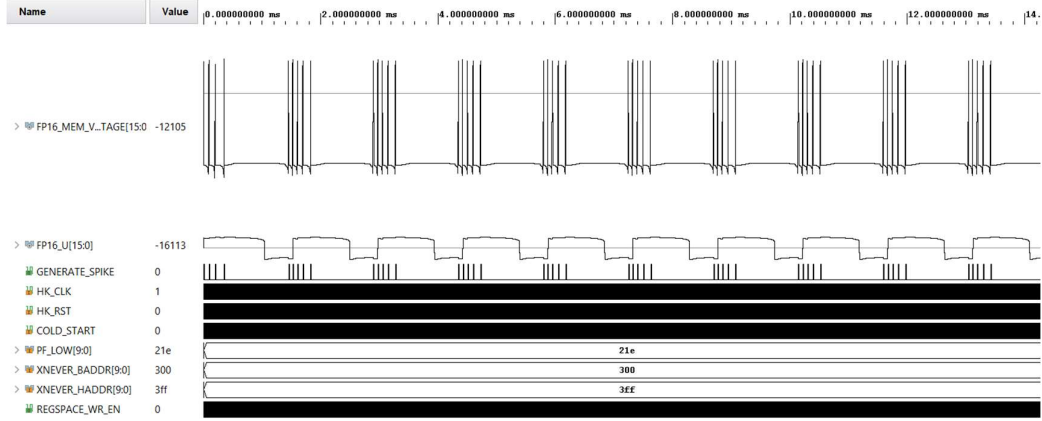 Name Value 0.000000000 ms 2.000000000 ms 4.000000000 ms 6.000000000 ms 8.000000000 ms 10.000000000 ms 12.000000000 ms 14.
FP16_MEM_V...TAGE[15:0 -12105
FP16_U[15:0] -16113
GENERATE_SPIKE 0
HK_CLK 1
HK_RST 0
COLD_START 0
PF_LOW[9:0] 21e 21e
XNEVER_BADDR[9:0] 300 300
XNEVER_HADDR[9:0] 3ff 3ff
REGSPACE_WR_EN 0